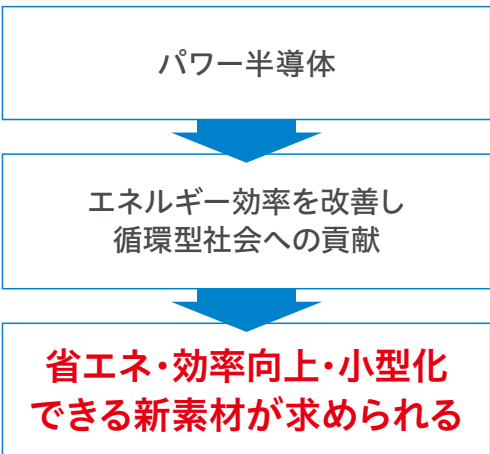 パワー半導体
エネルギー効率を改善し
循環型社会への貢献
省エネ・効率向上・小型化
できる新素材が求められる